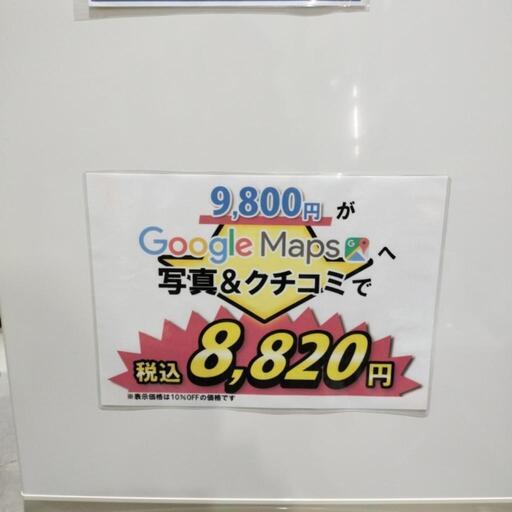 9,800円 が
Google Maps へ
写真&クチコミで
税込 8,820円
※表示価格は10%OFFの価格です